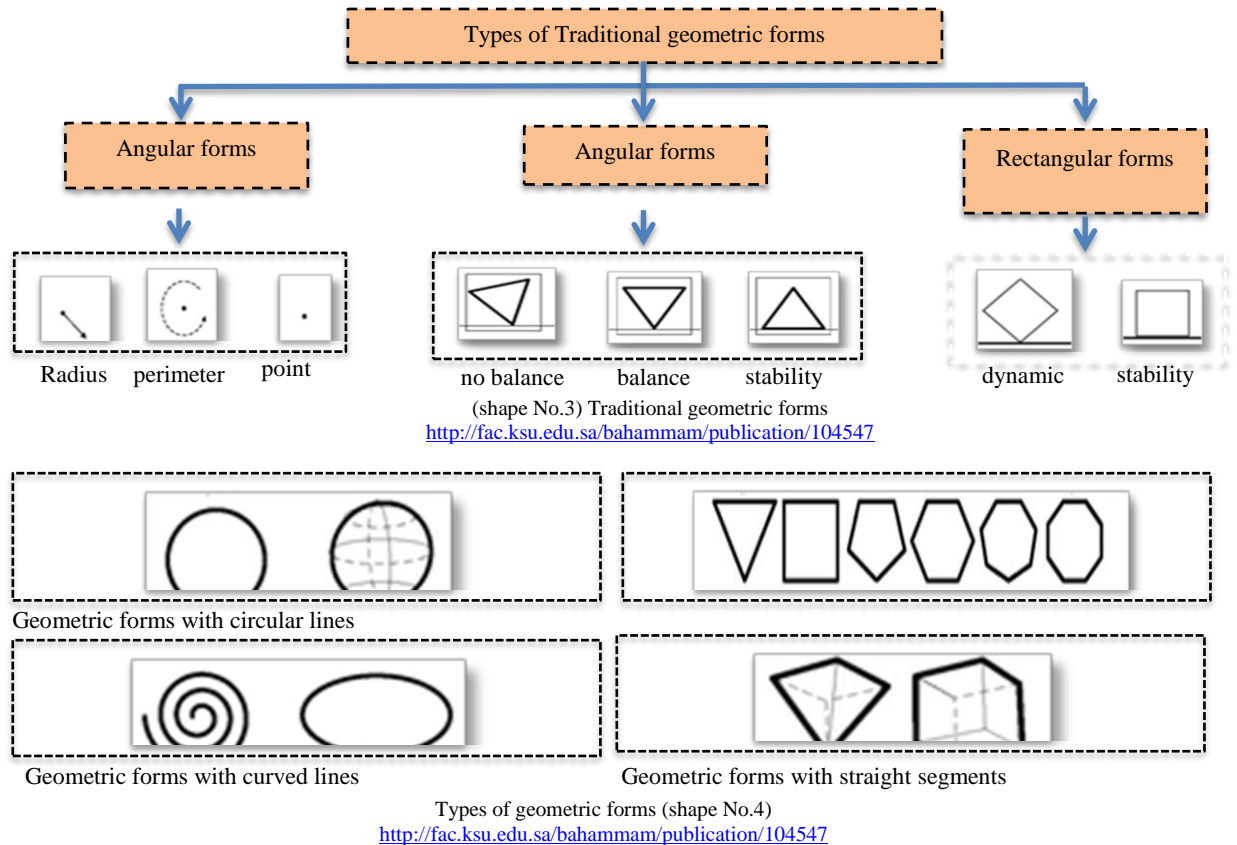 Types of Traditional geometric forms
Angular forms
Angular forms
Rectangular forms
Radius
perimeter
point
no balance
balance
stability
dynamic
stability
(shape No.3) Traditional geometric forms
http://fac.ksu.edu.sa/bahammam/publication/104547
Geometric forms with circular lines
Geometric forms with curved lines
Geometric forms with straight segments
Types of geometric forms (shape No.4)
http://fac.ksu.edu.sa/bahammam/publication/104547